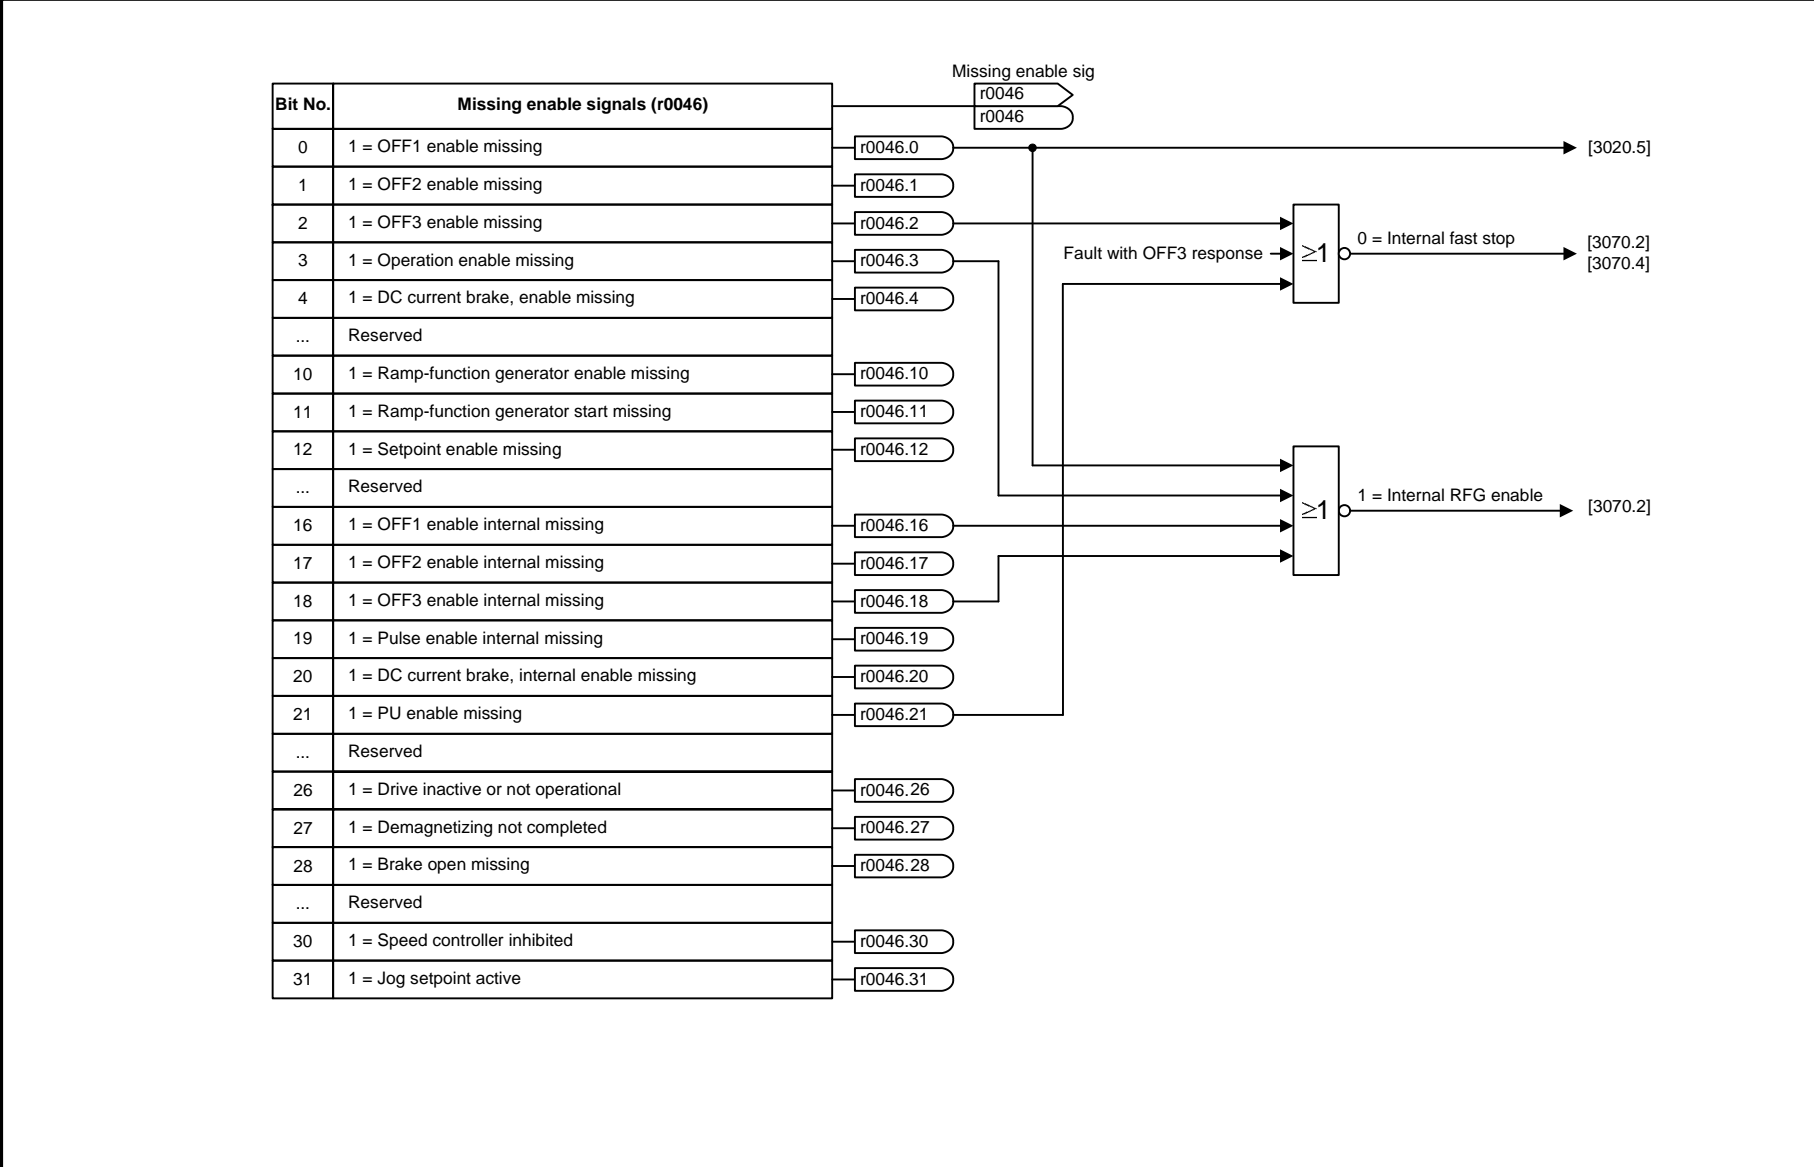 Missing enable sig
Bit No. Missing enable signals (r0046) r0046
r0046
0 1 = OFF1 enable missing r0046.0 [3020.5]
1 1 = OFF2 enable missing r0046.1
2 1 = OFF3 enable missing r0046.2
0 = Internal fast stop [3070.2]
Fault with OFF3 response ≥1 [3070.4]
3 1 = Operation enable missing r0046.3
4 1 = DC current brake, enable missing r0046.4
... Reserved
10 1 = Ramp-function generator enable missing r0046.10
11 1 = Ramp-function generator start missing r0046.11
12 1 = Setpoint enable missing r0046.12
... Reserved
≥1 1 = Internal RFG enable [3070.2]
16 1 = OFF1 enable internal missing r0046.16
17 1 = OFF2 enable internal missing r0046.17
18 1 = OFF3 enable internal missing r0046.18
19 1 = Pulse enable internal missing r0046.19
20 1 = DC current brake, internal enable missing r0046.20
21 1 = PU enable missing r0046.21
... Reserved
26 1 = Drive inactive or not operational r0046.26
27 1 = Demagnetizing not completed r0046.27
28 1 = Brake open missing r0046.28
... Reserved
30 1 = Speed controller inhibited r0046.30
31 1 = Jog setpoint active r0046.31